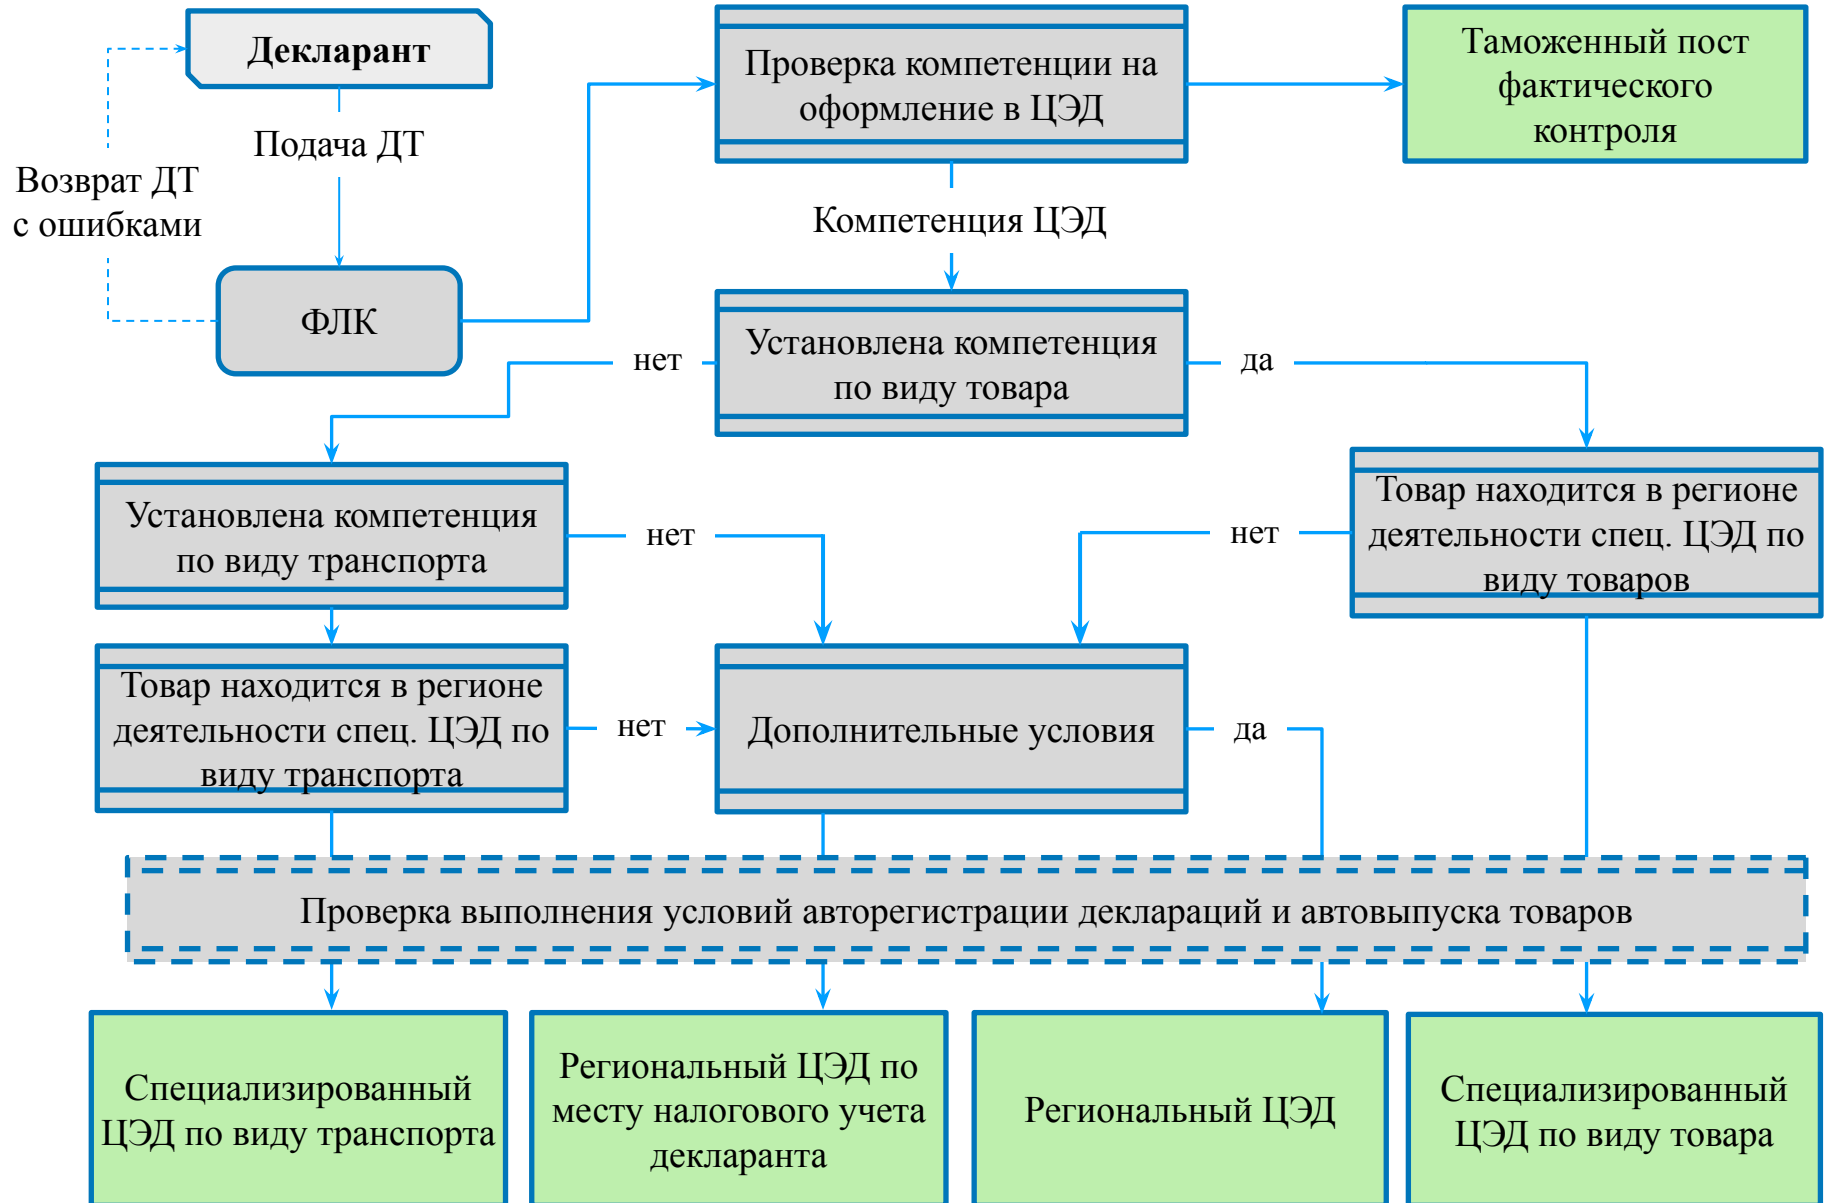 Декларант
Подача ДТ
Возврат ДТ
с ошибками
ФЛК
Проверка компетенции на
оформление в ЦЭД
Таможенный пост
фактического
контроля
Компетенция ЦЭД
Установлена компетенция
по виду товара
нет
да
Установлена компетенция
по виду транспорта
нет
нет
Товар находится в регионе
деятельности спец. ЦЭД по
виду товаров
Товар находится в регионе
деятельности спец. ЦЭД по
виду транспорта
нет
Дополнительные условия
да
Проверка выполнения условий авторегистрации деклараций и автовыпуска товаров
Специализированный
ЦЭД по виду транспорта
Региональный ЦЭД по
месту налогового учета
декларанта
Региональный ЦЭД
Специализированный
ЦЭД по виду товара